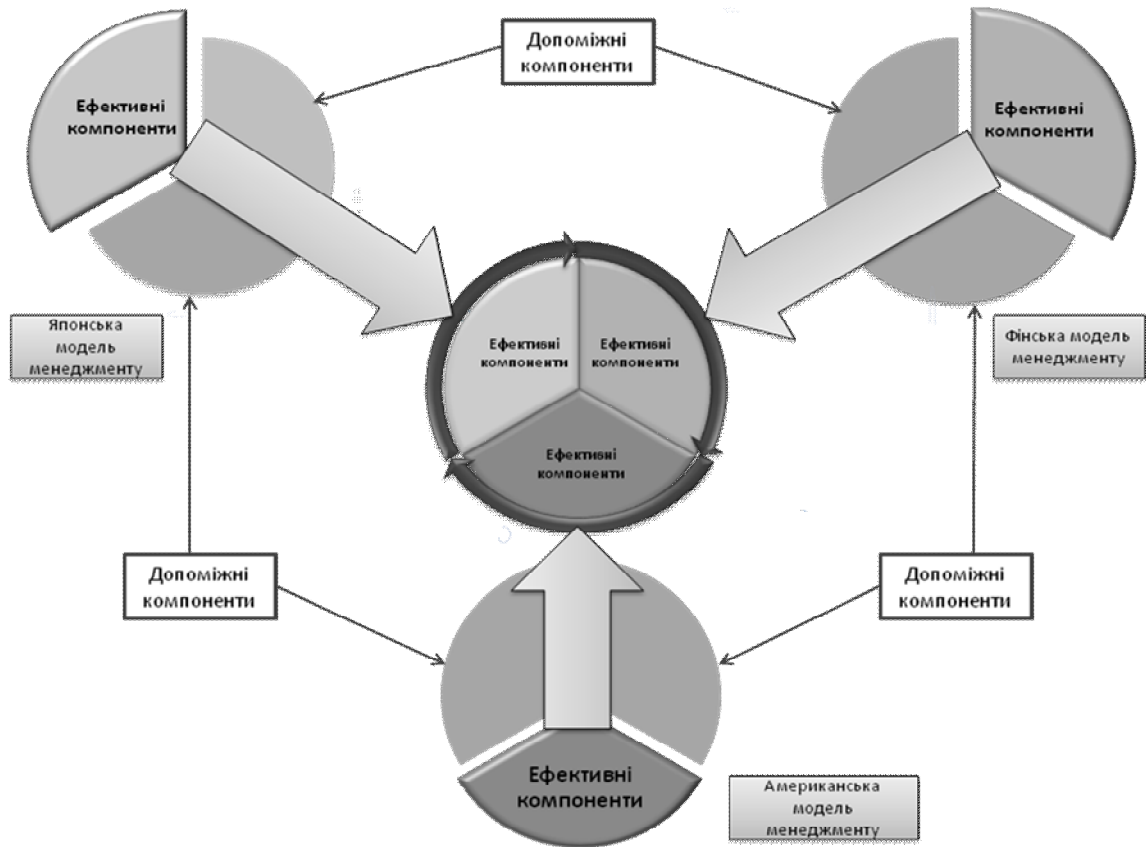 Допоміжні
компоненти
Ефективні
компоненти
Ефективні
компоненти
Японська
модель
менеджменту
Фінська модель
менеджменту
Ефективні
компоненти
Ефективні
компоненти
Ефективні
компоненти
Допоміжні
компоненти
Допоміжні
компоненти
Ефективні
компоненти
Американська
модель
менеджменту